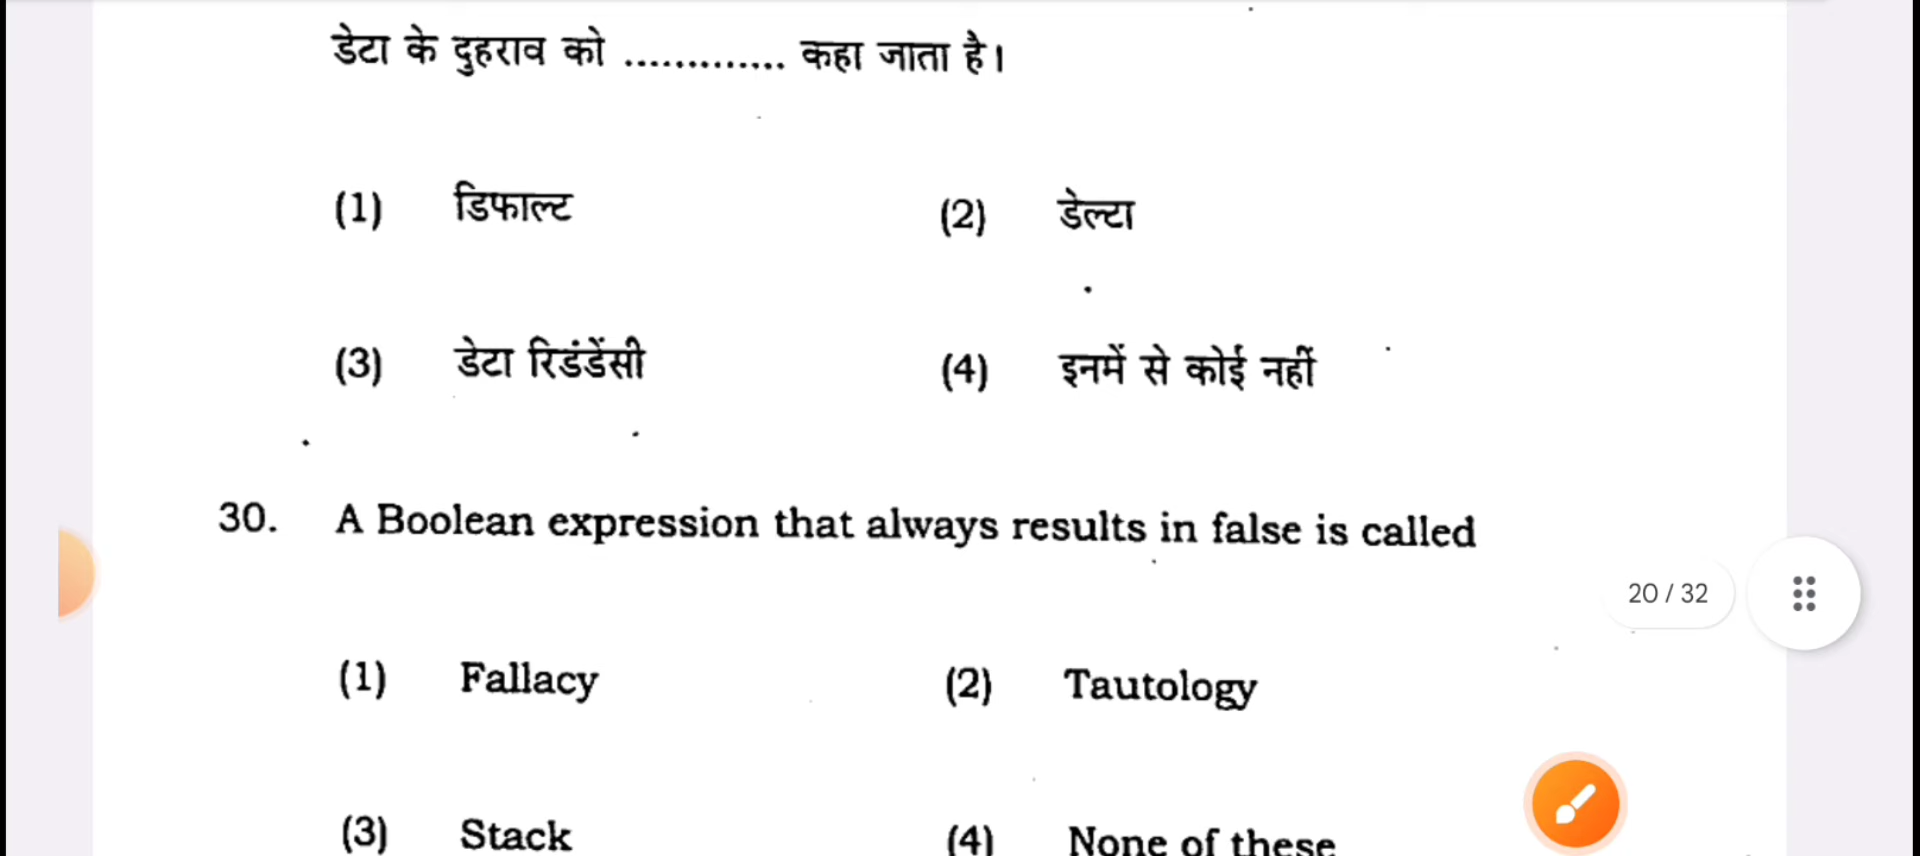 डेटा के दुहराव को ............. कहा जाता है।
(1) डिफाल्ट (2) डेल्टा
(3) डेटा रिडंडेंसी (4) इनमें से कोई नहीं
30. A Boolean expression that always results in false is called
20 / 32
(1) Fallacy (2) Tautology
(3) Stack (4) None of these